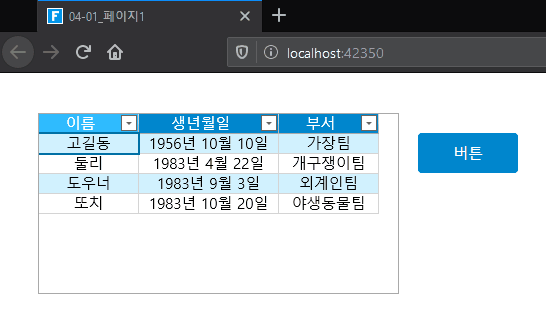 F 04-01_페이지1
localhost:42350
이름 생년월일 부서
고길동 1956년 10월 10일 가장팀
둘리 1983년 4월 22일 개구쟁이팀
도우너 1983년 9월 3일 외계인팀
또치 1983년 10월 20일 야생동물팀
버튼